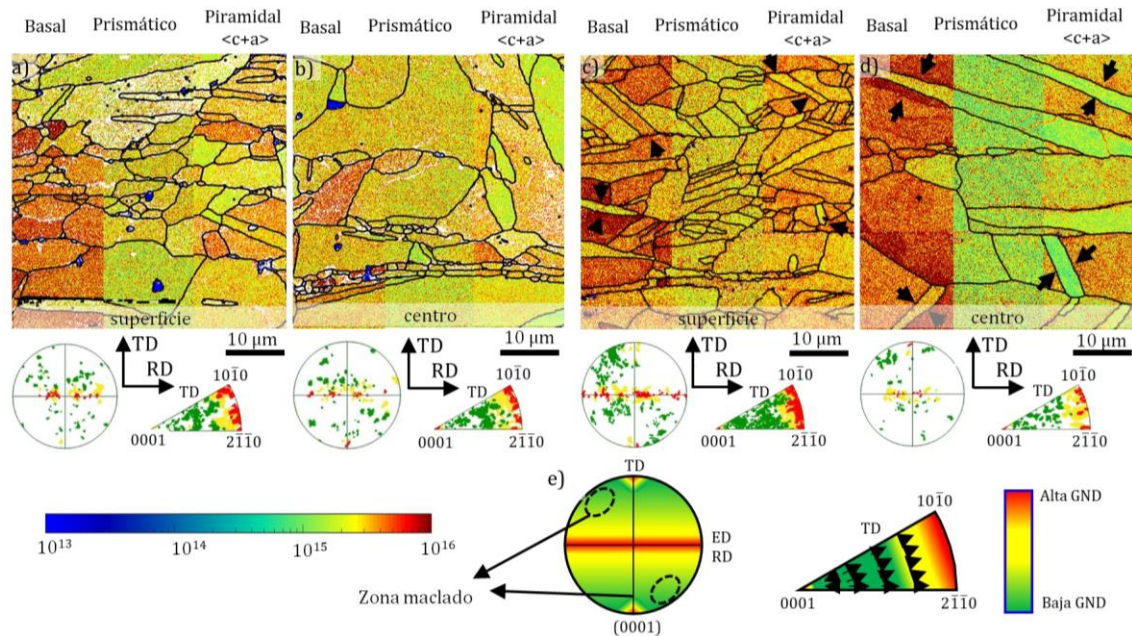 Basal Prismático Piramidal <c+a>
Basal Prismático Piramidal <c+a>
Basal Prismático Piramidal <c+a>
Basal Prismático Piramidal <c+a>
a)
b)
c)
d)
superficie
centro
superficie
centro
10 µm
10 µm
10 µm
10 µm
TD
RD
TD
101̄0
0001
21̄1̄0
TD
RD
TD
101̄0
0001
21̄1̄0
TD
RD
TD
101̄0
0001
21̄1̄0
TD
RD
TD
101̄0
0001
21̄1̄0
10¹³ 10¹⁴ 10¹⁵ 10¹⁶
e)
TD
ED
RD
Zona maclado
(0001)
TD
101̄0
0001
21̄1̄0
Alta GND
Baja GND